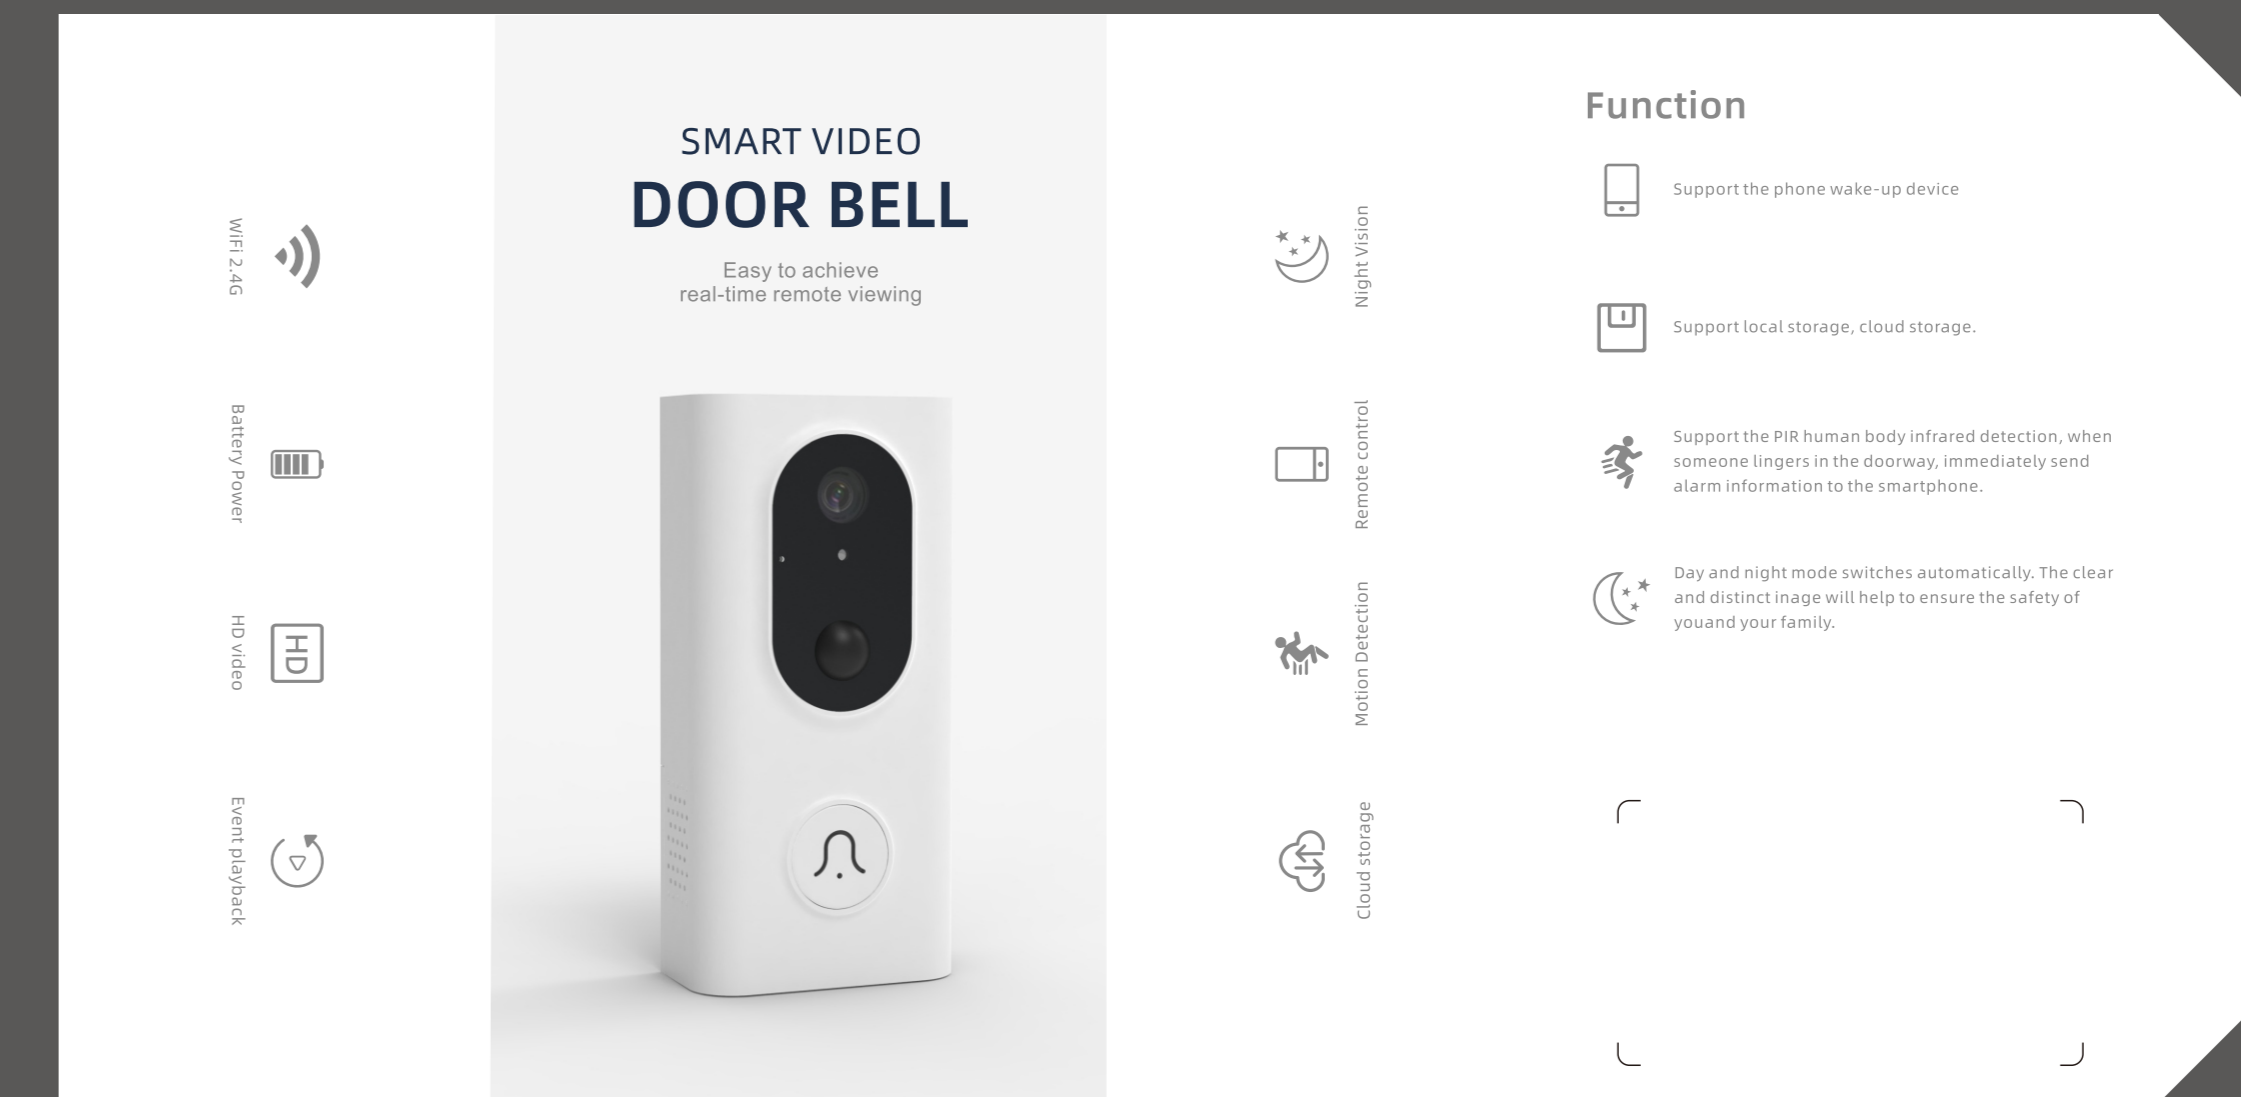 WiFi 2.4G
Battery Power
HD
HD video
Event playback
SMART VIDEO
DOOR BELL
Easy to achieve
real-time remote viewing
Night Vision
Remote control
Motion Detection
Cloud storage
Function
Support the phone wake-up device
Support local storage, cloud storage.
Support the PIR human body infrared detection, when
someone lingers in the doorway, immediately send
alarm information to the smartphone.
Day and night mode switches automatically. The clear
and distinct inage will help to ensure the safety of
youand your family.